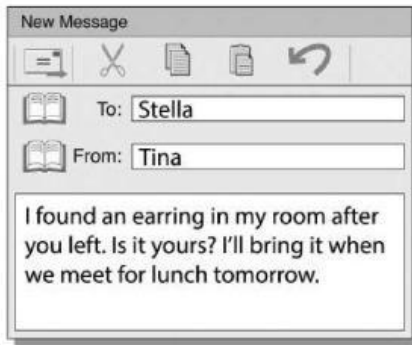 New Message
To: Stella
From: Tina
I found an earring in my room after
you left. Is it yours? I'll bring it when
we meet for lunch tomorrow.